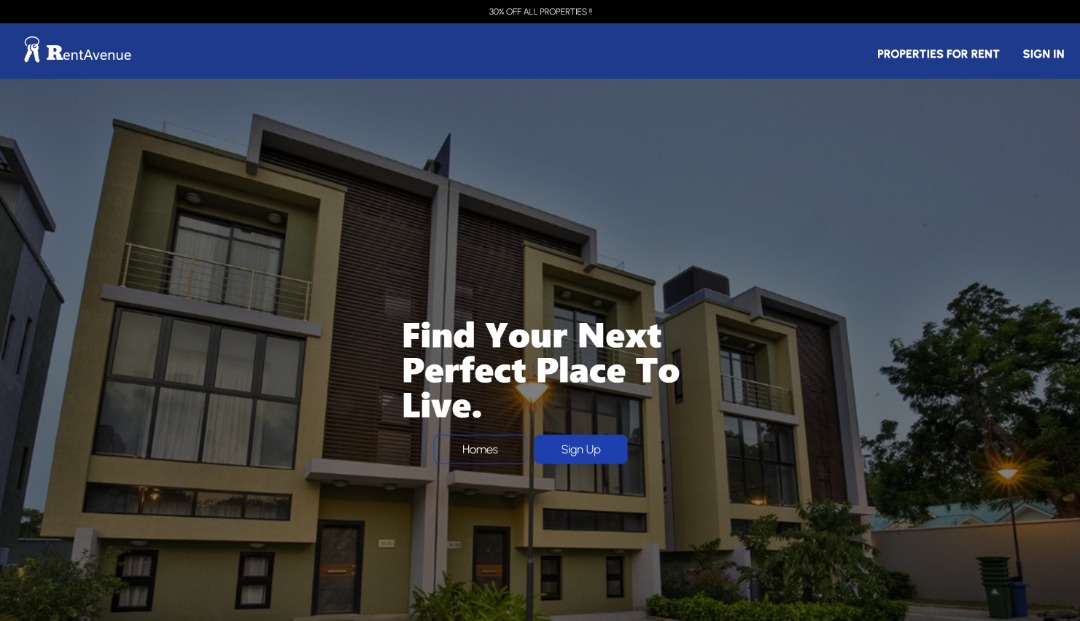 30% OFF ALL PROPERTIES !!
RentAvenue
PROPERTIES FOR RENT
SIGN IN
Find Your Next
Perfect Place To
Live.
Homes
Sign Up